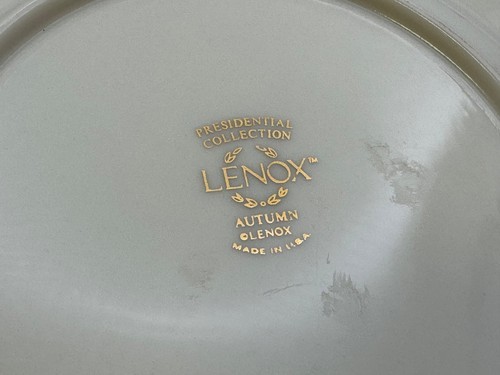 PRESIDENTIAL
COLLECTION
LENOX™
AUTUMN
©LENOX
MADE IN U.S.A.